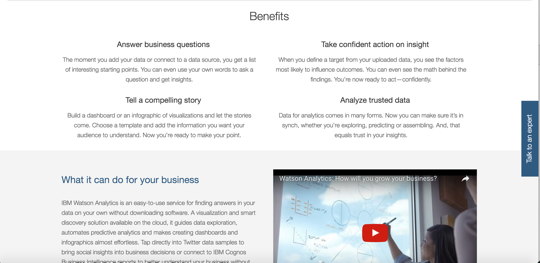 Benefits
Answer business questions
The moment you add your data or connect to a data source, you get a list
of interesting starting points. You can even use your own words to ask a
question and get insights.
Take confident action on insight
When you define a target from your uploaded data, you see the factors
most likely to influence outcomes. You can even see the math behind the
findings. You're now ready to act—confidently.
Tell a compelling story
Build a dashboard or an infographic of visualizations and let the stories
come. Choose a template and add the information you want your
audience to understand. Now you're ready to make your point.
Analyze trusted data
Data for analytics comes in many forms. Now you can make sure it's in
synch, whether you're exploring, predicting or assembling. And, that
equals trust in your insights.
Talk to an expert
What it can do for your business
IBM Watson Analytics is an easy-to-use service for finding answers in your
data on your own without downloading software. A visualization and smart
discovery solution available on the cloud, it guides data exploration,
automates predictive analytics and makes creating dashboards and
infographics almost effortless. Tap directly into Twitter data samples to
bring social insights into business decisions or connect to IBM Cognos
Business Intelligence reports to better understand your business without
Watson Analytics: How will you grow your business?